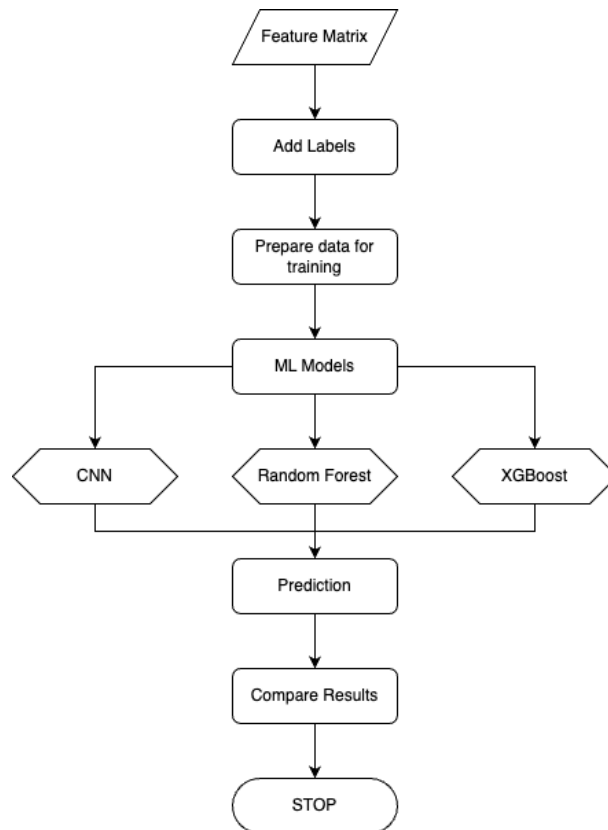 Feature Matrix
Add Labels
Prepare data for
training
ML Models
CNN
Random Forest
XGBoost
Prediction
Compare Results
STOP